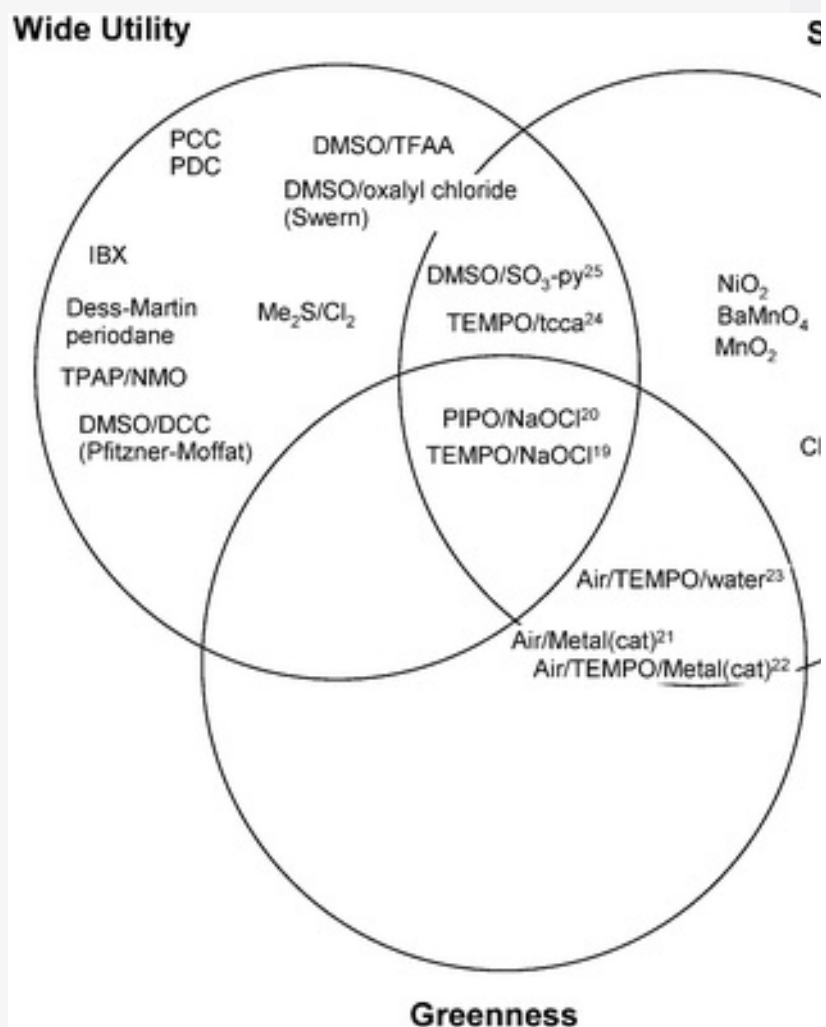 Wide Utility
S
PCC
PDC
DMSO/TFAA
DMSO/oxalyl chloride
(Swern)
IBX
DMSO/SO₃-py²⁵
NiO₂
BaMnO₄
MnO₂
Dess-Martin
periodane
Me₂S/Cl₂
TEMPO/tcca²⁴
TPAP/NMO
DMSO/DCC
(Pfitzner-Moffat)
PIPO/NaOCl²⁰
TEMPO/NaOCl¹⁹
Cl
Air/TEMPO/water²³
Air/Metal(cat)²¹
Air/TEMPO/Metal(cat)²²
Greenness